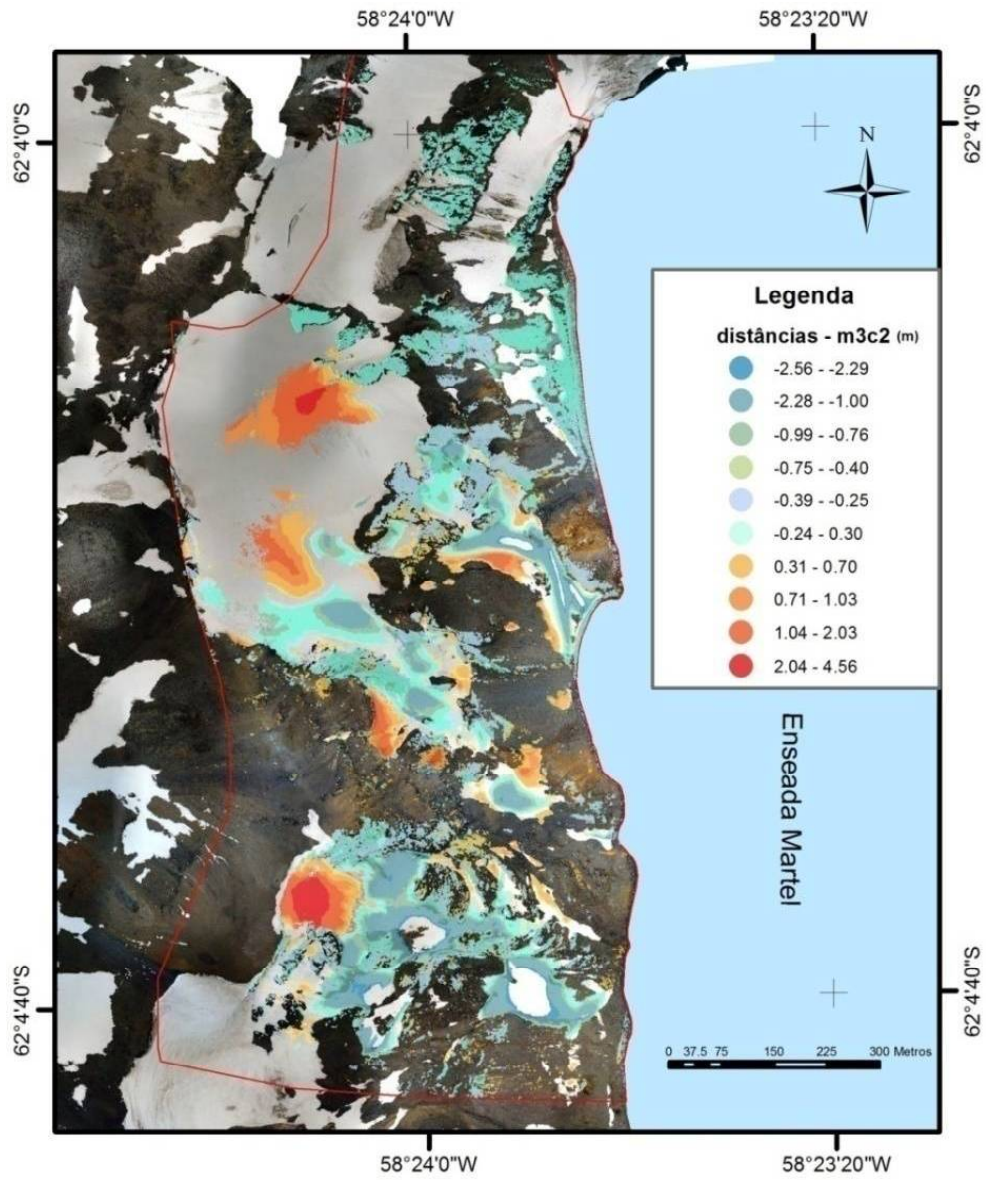 58°24'0"W
58°23'20"W
62°4'0"S
62°4'0"S
N
Legenda
distâncias - m3c2 (m)
-2.56 - -2.29
-2.28 - -1.00
-0.99 - -0.76
-0.75 - -0.40
-0.39 - -0.25
-0.24 - 0.30
0.31 - 0.70
0.71 - 1.03
1.04 - 2.03
2.04 - 4.56
Enseada Martel
62°4'40"S
62°4'40"S
0 37.5 75 150 225 300 Metros
58°24'0"W
58°23'20"W